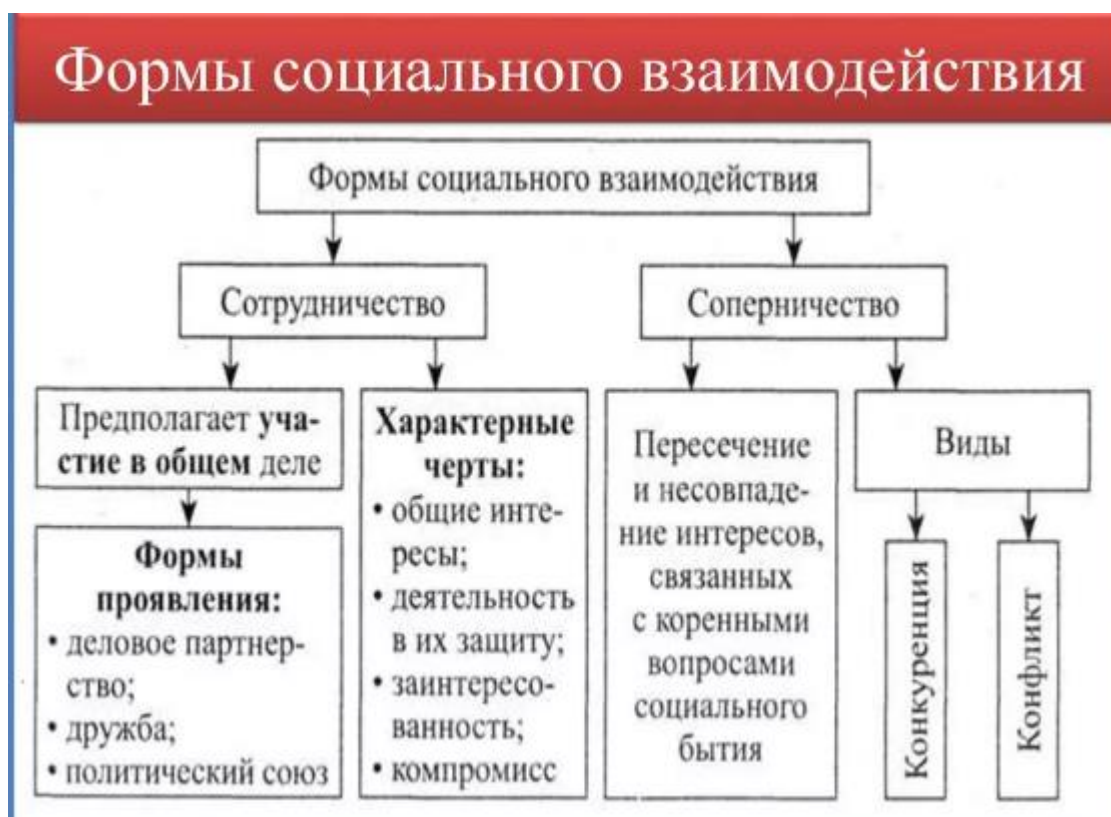 Формы социального взаимодействия
Формы социального взаимодействия
Сотрудничество
Соперничество
Предполагает уча-
стие в общем деле
Формы
проявления:
• деловое партнер-
ство;
• дружба;
• политический союз
Характерные
черты:
• общие инте-
ресы;
• деятельность
в их защиту;
• заинтересо-
ванность;
• компромисс
Пересечение
и несовпаде-
ние интересов,
связанных
с коренными
вопросами
социального
бытия
Виды
Конкуренция
Конфликт